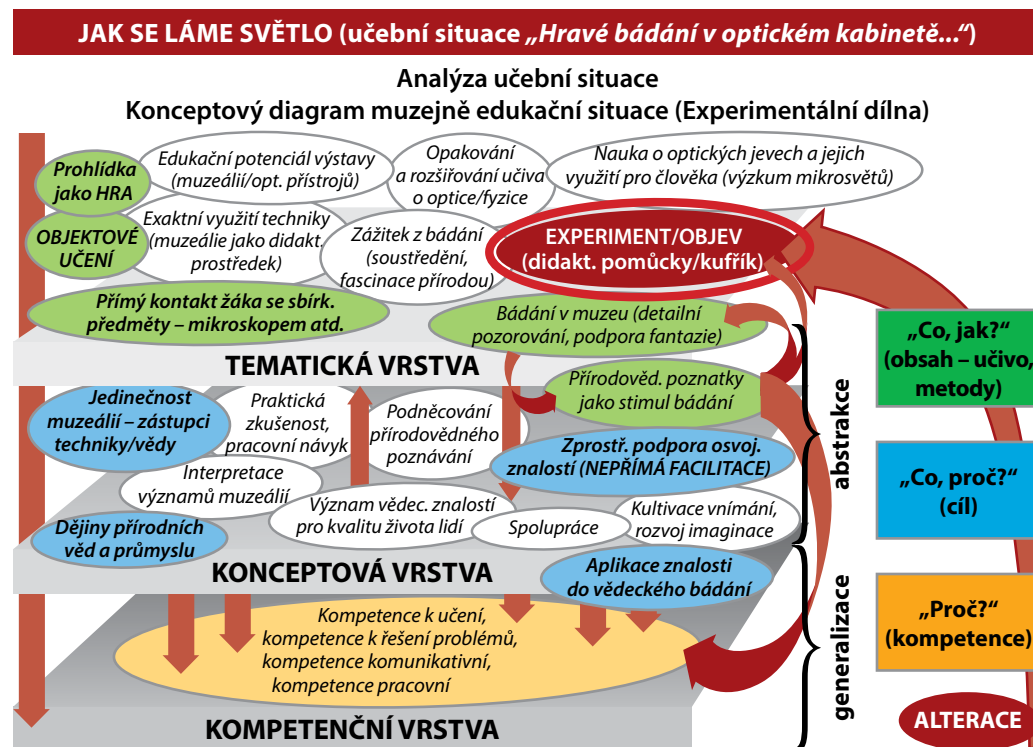 JAK SE LÁME SVĚTLO (učební situace „Hravé bádání v optickém kabinetě...“)
Analýza učební situace
Konceptový diagram muzejně edukační situace (Experimentální dílna)
Prohlídka
jako HRA
Edukační potenciál výstavy
(muzeálií/opt. přístrojů)
Opakování
a rozšiřování učiva
o optice/fyzice
Nauka o optických jevech a jejich
využití pro člověka (výzkum mikrosvětů)
OBJEKTOVÉ
UČENÍ
Exaktní využití techniky
(muzeálie jako didakt.
prostředek)
Zážitek z bádání
(soustředění,
fascinace přírodou)
EXPERIMENT/OBJEV
(didakt. pomůcky/kufřík)
Přímý kontakt žáka se sbírk.
předměty – mikroskopem atd.
Bádání v muzeu (detailní
pozorování, podpora fantazie)
TEMATICKÁ VRSTVA
Přírodověd. poznatky
jako stimul bádání
Jedinečnost
muzeálií – zástupci
techniky/vědy
Praktická
zkušenost,
pracovní návyk
Podněcování
přírodovědného
poznávání
Zprostř. podpora osvoj.
znalostí (NEPŘÍMÁ FACILITACE)
Interpretace
významů muzeálií
Význam vědec. znalostí
pro kvalitu života lidí
Spolupráce
Kultivace vnímání,
rozvoj imaginace
Dějiny přírodních
věd a průmyslu
KONCEPTOVÁ VRSTVA
Aplikace znalostí
do vědeckého bádání
Kompetence k učení,
kompetence k řešení problémů,
kompetence komunikativní,
kompetence pracovní
KOMPETENČNÍ VRSTVA
abstrakce
generalizace
„Co, jak?“
(obsah – učivo,
metody)
„Co, proč?“
(cíl)
„Proč?“
(kompetence)
ALTERACE